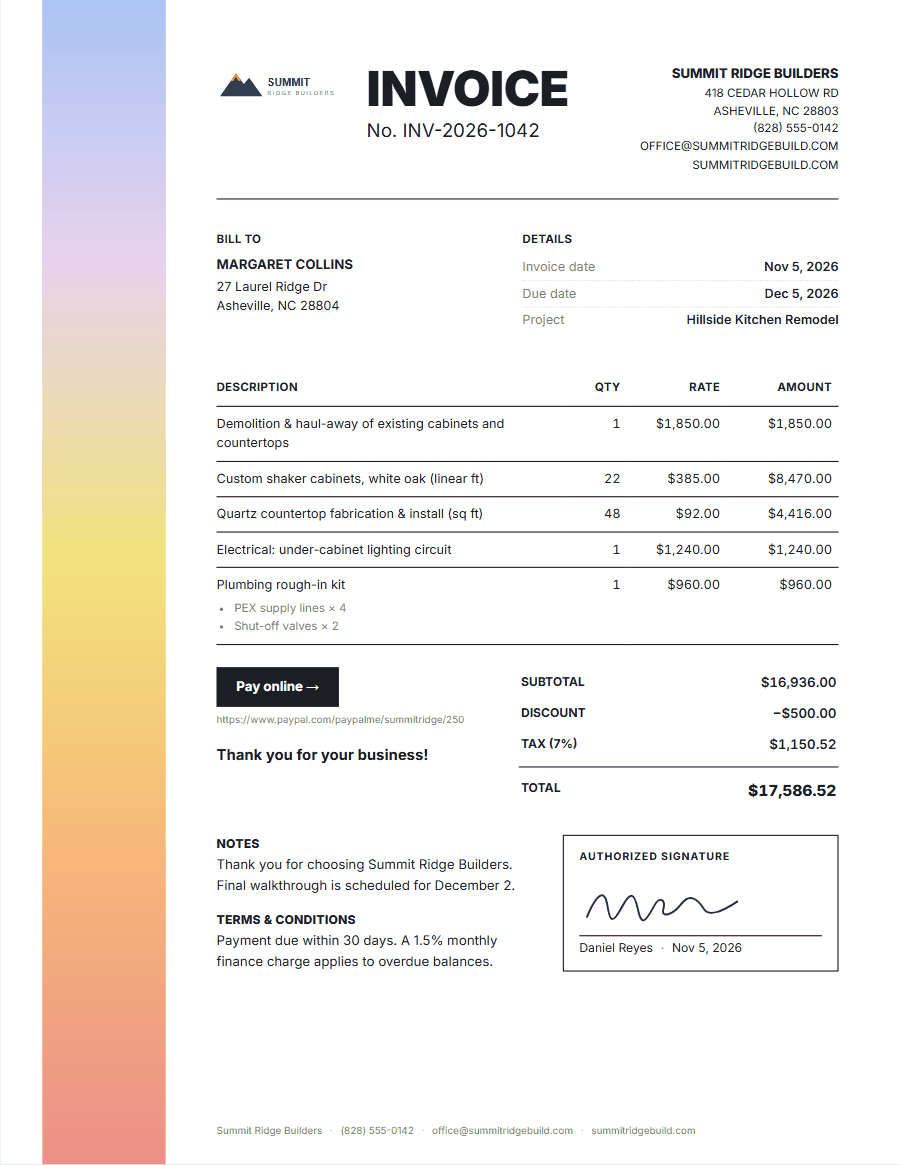 SUMMIT
RIDGE BUILDERS
INVOICE
No. INV-2026-1042
SUMMIT RIDGE BUILDERS
418 CEDAR HOLLOW RD
ASHEVILLE, NC 28803
(828) 555-0142
OFFICE@SUMMITRIDGEBUILD.COM
SUMMITRIDGEBUILD.COM
BILL TO
MARGARET COLLINS
27 Laurel Ridge Dr
Asheville, NC 28804
DETAILS
Invoice date Nov 5, 2026
Due date Dec 5, 2026
Project Hillside Kitchen Remodel
DESCRIPTION QTY RATE AMOUNT
Demolition & haul-away of existing cabinets and 1 $1,850.00 $1,850.00
countertops
Custom shaker cabinets, white oak (linear ft) 22 $385.00 $8,470.00
Quartz countertop fabrication & install (sq ft) 48 $92.00 $4,416.00
Electrical: under-cabinet lighting circuit 1 $1,240.00 $1,240.00
Plumbing rough-in kit 1 $960.00 $960.00
• PEX supply lines × 4
• Shut-off valves × 2
Pay online →
https://www.paypal.com/paypalme/summitridge/250
Thank you for your business!
SUBTOTAL $16,936.00
DISCOUNT −$500.00
TAX (7%) $1,150.52
TOTAL $17,586.52
NOTES
Thank you for choosing Summit Ridge Builders.
Final walkthrough is scheduled for December 2.
TERMS & CONDITIONS
Payment due within 30 days. A 1.5% monthly
finance charge applies to overdue balances.
AUTHORIZED SIGNATURE
Daniel Reyes · Nov 5, 2026
Summit Ridge Builders · (828) 555-0142 · office@summitridgebuild.com · summitridgebuild.com